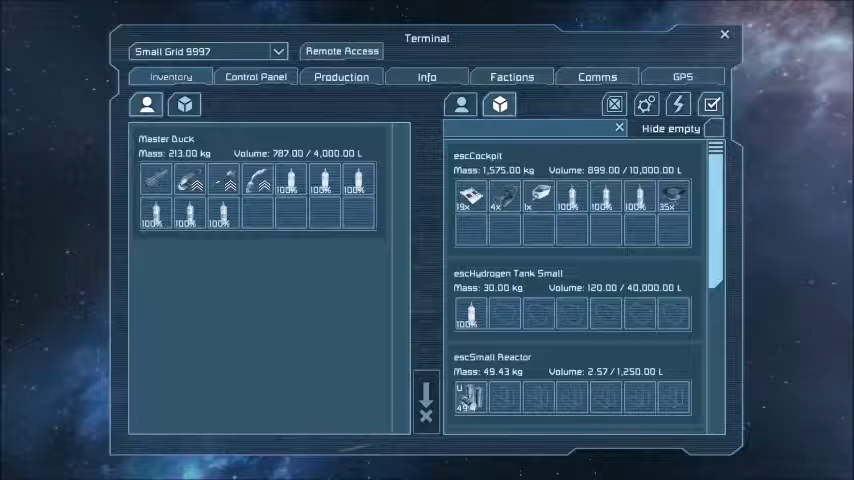 Terminal
Small Grid 9997
Remote Access
Inventory
Control Panel
Production
Info
Factions
Comms
GPS
Hide empty
Master Duck
Mass: 213.00 kg Volume: 787.00 / 4,000.00 L
100% 100% 100%
100% 100% 100%
escCockpit
Mass: 1,575.00 kg Volume: 899.00 / 10,000.00 L
19x 4x 1x 100% 100% 100% 35x
escHydrogen Tank Small
Mass: 30.00 kg Volume: 120.00 / 40,000.00 L
100%
escSmall Reactor
Mass: 49.43 kg Volume: 2.57 / 1,250.00 L
U